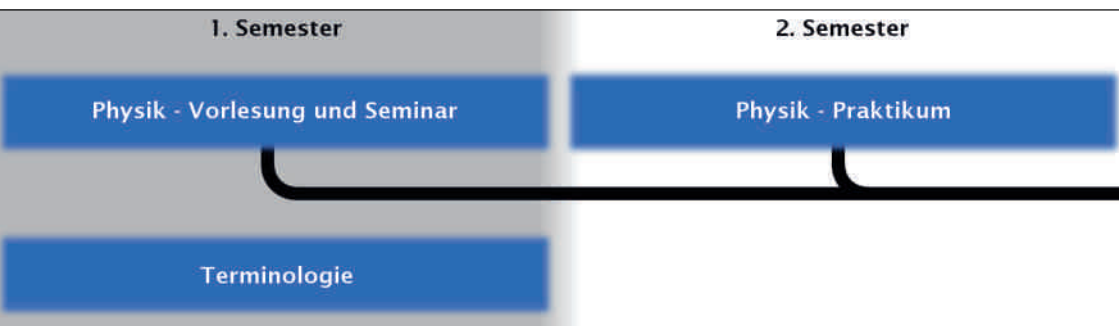 1. Semester
2. Semester
Physik - Vorlesung und Seminar
Physik - Praktikum
Terminologie